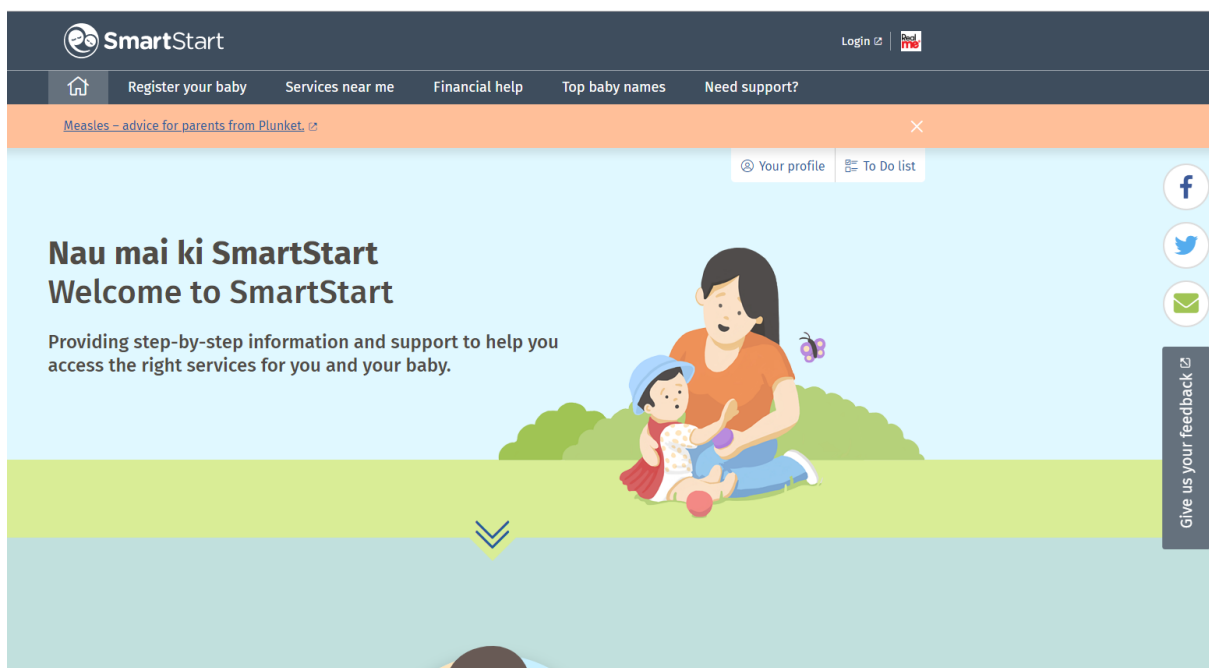 SmartStart
Login
Real me
Register your baby Services near me Financial help Top baby names Need support?
Measles – advice for parents from Plunket.
Your profile To Do list
Nau mai ki SmartStart
Welcome to SmartStart
Providing step-by-step information and support to help you
access the right services for you and your baby.
Give us your feedback